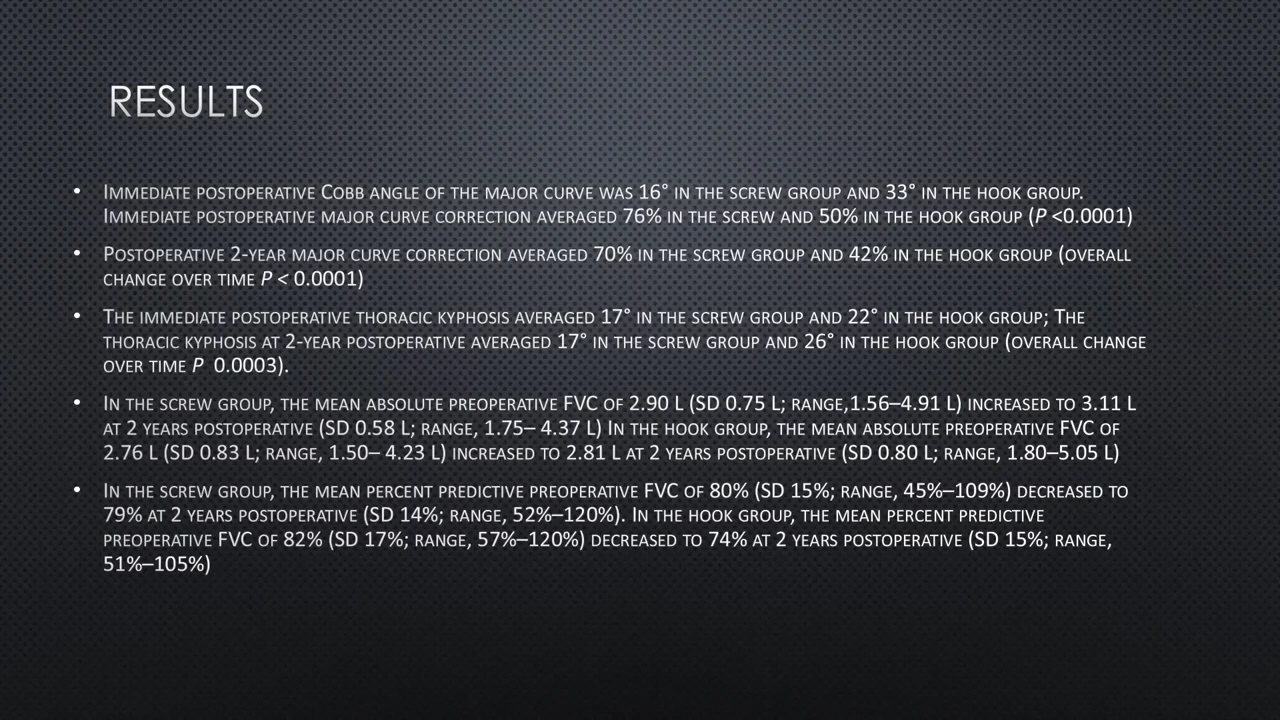 RESULTS
• IMMEDIATE POSTOPERATIVE COBB ANGLE OF THE MAJOR CURVE WAS 16° IN THE SCREW GROUP AND 33° IN THE HOOK GROUP.
IMMEDIATE POSTOPERATIVE MAJOR CURVE CORRECTION AVERAGED 76% IN THE SCREW AND 50% IN THE HOOK GROUP (P <0.0001)
• POSTOPERATIVE 2-YEAR MAJOR CURVE CORRECTION AVERAGED 70% IN THE SCREW GROUP AND 42% IN THE HOOK GROUP (OVERALL
CHANGE OVER TIME P < 0.0001)
• THE IMMEDIATE POSTOPERATIVE THORACIC KYPHOSIS AVERAGED 17° IN THE SCREW GROUP AND 22° IN THE HOOK GROUP; THE
THORACIC KYPHOSIS AT 2-YEAR POSTOPERATIVE AVERAGED 17° IN THE SCREW GROUP AND 26° IN THE HOOK GROUP (OVERALL CHANGE
OVER TIME P 0.0003).
• IN THE SCREW GROUP, THE MEAN ABSOLUTE PREOPERATIVE FVC OF 2.90 L (SD 0.75 L; RANGE,1.56–4.91 L) INCREASED TO 3.11 L
AT 2 YEARS POSTOPERATIVE (SD 0.58 L; RANGE, 1.75– 4.37 L) IN THE HOOK GROUP, THE MEAN ABSOLUTE PREOPERATIVE FVC OF
2.76 L (SD 0.83 L; RANGE, 1.50– 4.23 L) INCREASED TO 2.81 L AT 2 YEARS POSTOPERATIVE (SD 0.80 L; RANGE, 1.80–5.05 L)
• IN THE SCREW GROUP, THE MEAN PERCENT PREDICTIVE PREOPERATIVE FVC OF 80% (SD 15%; RANGE, 45%–109%) DECREASED TO
79% AT 2 YEARS POSTOPERATIVE (SD 14%; RANGE, 52%–120%). IN THE HOOK GROUP, THE MEAN PERCENT PREDICTIVE
PREOPERATIVE FVC OF 82% (SD 17%; RANGE, 57%–120%) DECREASED TO 74% AT 2 YEARS POSTOPERATIVE (SD 15%; RANGE,
51%–105%)